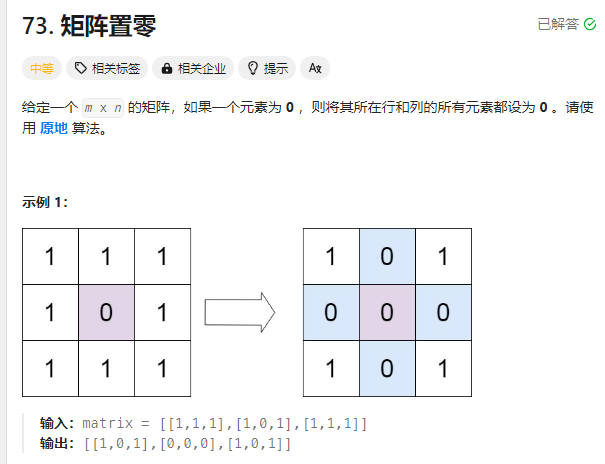 73. 矩阵置零
已解答
中等 相关标签 相关企业 提示 A文
给定一个 m x n 的矩阵，如果一个元素为 0 ，则将其所在行和列的所有元素都设为 0 。请使
用 原地 算法。
示例 1：
1 1 1 1 0 1
1 0 1 0 0 0
1 1 1 1 0 1
输入：matrix = [[1,1,1],[1,0,1],[1,1,1]]
输出：[[1,0,1],[0,0,0],[1,0,1]]